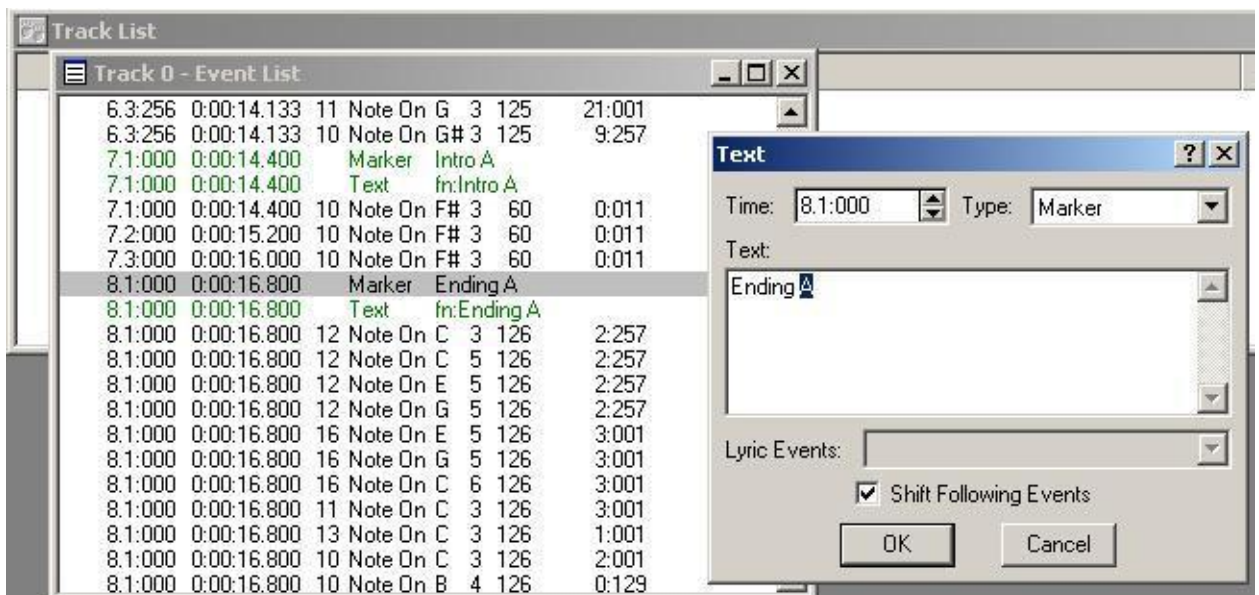 Track List
Track 0 - Event List
6.3:256 0:00:14.133 11 Note On G 3 125 21:001
6.3:256 0:00:14.133 10 Note On G# 3 125 9:257
7.1:000 0:00:14.400 Marker Intro A
7.1:000 0:00:14.400 Text fn:Intro A
7.1:000 0:00:14.400 10 Note On F# 3 60 0:011
7.2:000 0:00:15.200 10 Note On F# 3 60 0:011
7.3:000 0:00:16.000 10 Note On F# 3 60 0:011
8.1:000 0:00:16.800 Marker Ending A
8.1:000 0:00:16.800 Text fn:Ending A
8.1:000 0:00:16.800 12 Note On C 3 126 2:257
8.1:000 0:00:16.800 12 Note On C 5 126 2:257
8.1:000 0:00:16.800 12 Note On E 5 126 2:257
8.1:000 0:00:16.800 12 Note On G 5 126 2:257
8.1:000 0:00:16.800 16 Note On E 5 126 3:001
8.1:000 0:00:16.800 16 Note On G 5 126 3:001
8.1:000 0:00:16.800 16 Note On C 6 126 3:001
8.1:000 0:00:16.800 11 Note On C 3 126 3:001
8.1:000 0:00:16.800 13 Note On C 3 126 1:001
8.1:000 0:00:16.800 10 Note On C 3 126 2:001
8.1:000 0:00:16.800 10 Note On B 4 126 0:129
Text
Time: 8.1:000 Type: Marker
Text:
Ending A
Lyric Events:
Shift Following Events
OK Cancel